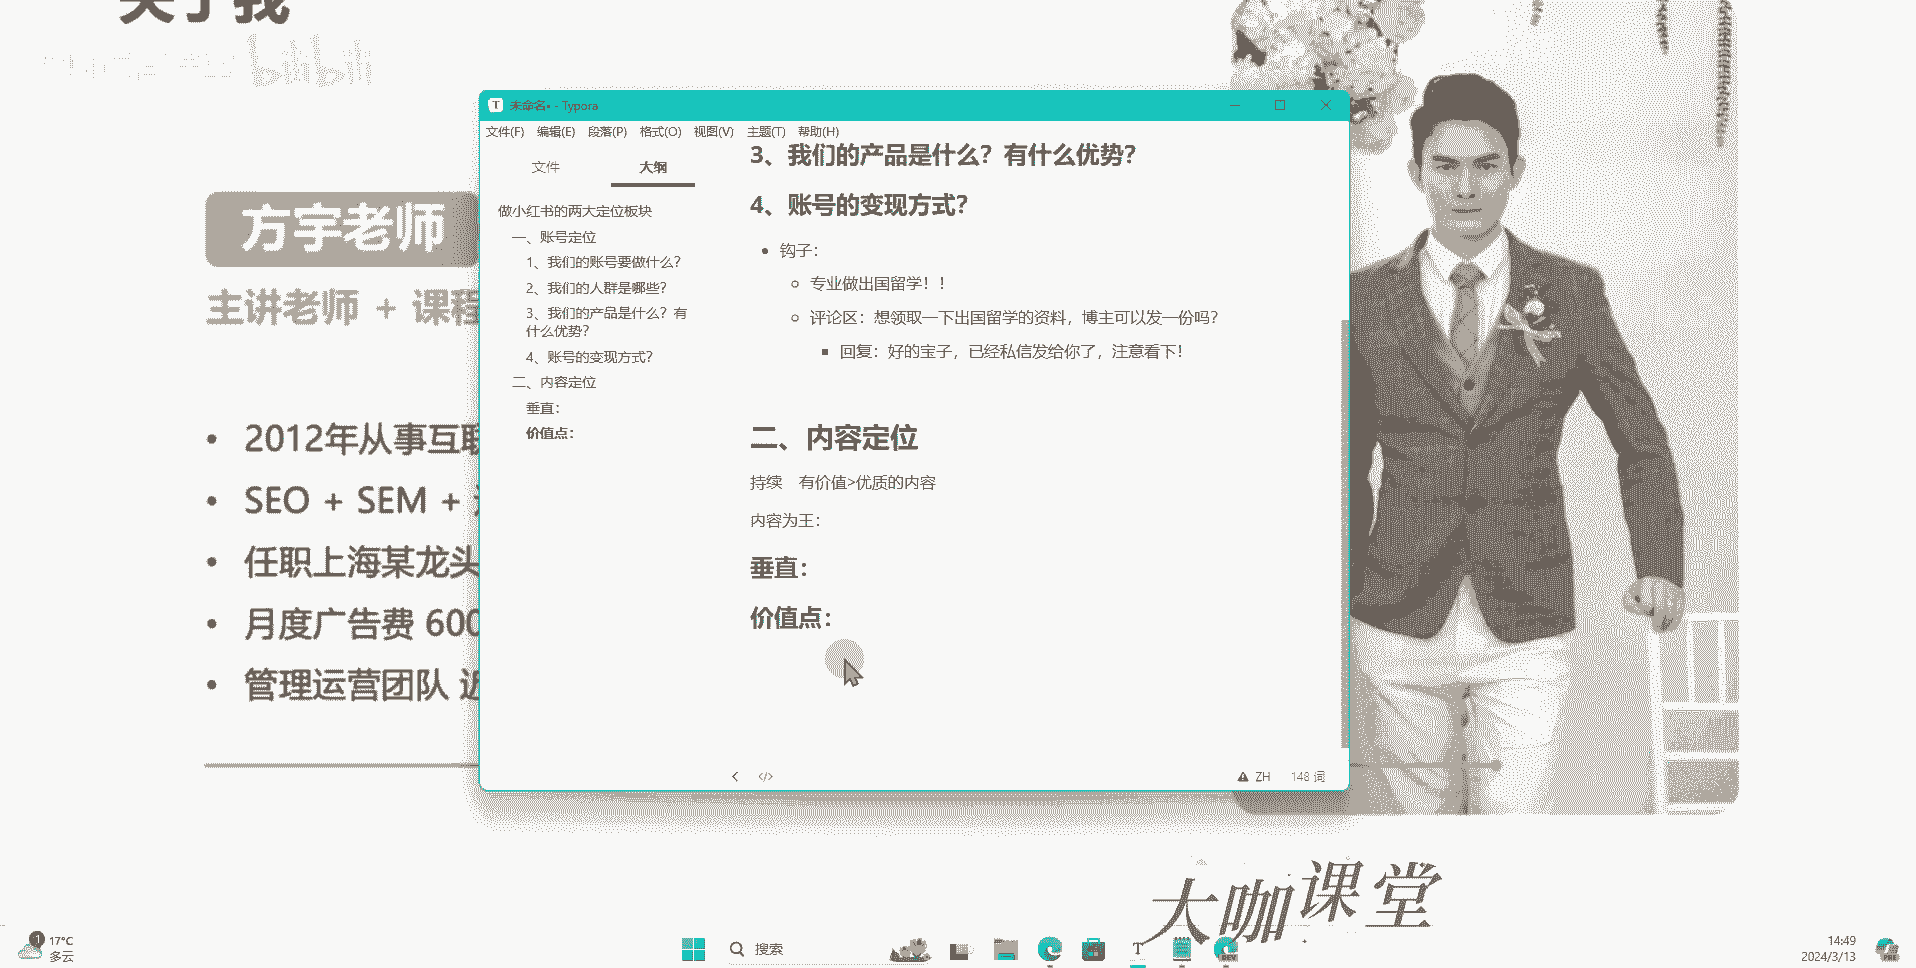 关于我
bilibili
方宇老师
主讲老师 + 课程
• 2012年从事互联
• SEO + SEM +
• 任职上海某龙头
• 月度广告费 600
• 管理运营团队 近
未命名• - Typora
文件(F) 编辑(E) 段落(P) 格式(O) 视图(V) 主题(T) 帮助(H)
文件 大纲
做小红书的两大定位板块
一、账号定位
1、我们的账号要做什么？
2、我们的人群是哪些？
3、我们的产品是什么？有
什么优势？
4、账号的变现方式？
二、内容定位
垂直：
价值点：
3、我们的产品是什么？有什么优势？
4、账号的变现方式？
钩子：
专业做出国留学！！
评论区：想领取一下出国留学的资料，博主可以发一份吗？
回复：好的宝子，已经私信发给你了，注意看下！
二、内容定位
持续 有价值>优质的内容
内容为王：
垂直：
价值点：
</> ZH 148 词
大咖课堂
1 17°C
多云
搜索
T
DEV
14:49
2024/3/13
PRE